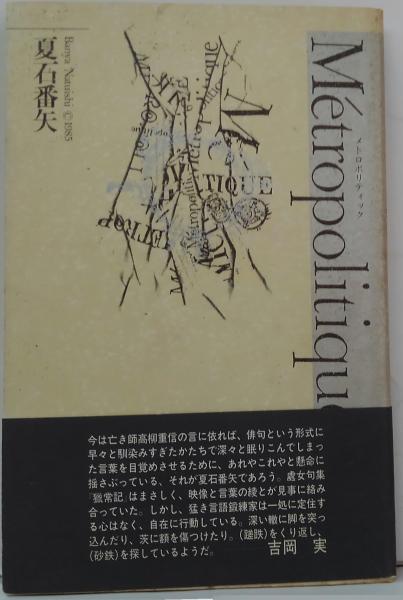 Métropolitique
メトロポリティック
Ban'ya Natsuishi © 1985
夏石番矢
TIQUE
今は亡き師高柳重信の言に依れば、俳句という形式に
早々と馴染みすぎたかたちで深々と眠りこんでしまっ
た言葉を目覚めさせるために、あれやこれやと懸命に
揺さぶっている、それが夏石番矢であろう。處女句集
『猟常記』はまさしく、映像と言葉の綾とが見事に絡み
合っていた。しかし、猛き言語鍛練家は一処に定住す
る心はなく、自在に行動している。深い轍に脚を突っ
込んだり、茨に額を傷つけたり。(蹉跌)をくり返し、
(砂鉄)を探しているようだ。
吉岡 実